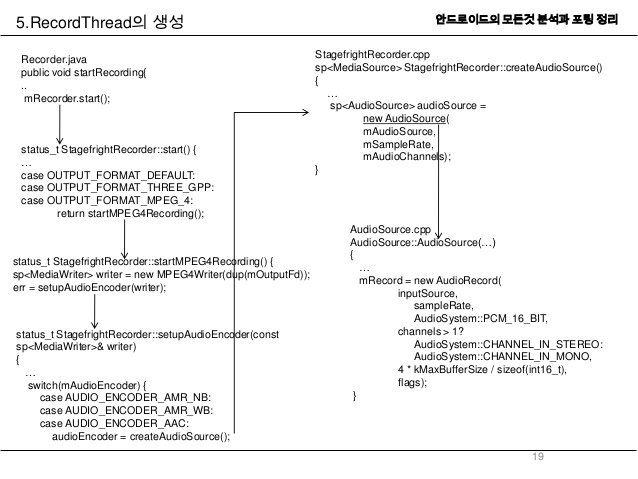 5.RecordThread의 생성
안드로이드의 모든것 분석과 포팅 정리
Recorder.java
public void startRecording{
..
mRecorder.start();
status_t StagefrightRecorder::start() {
…
case OUTPUT_FORMAT_DEFAULT:
case OUTPUT_FORMAT_THREE_GPP:
case OUTPUT_FORMAT_MPEG_4:
return startMPEG4Recording();
status_t StagefrightRecorder::startMPEG4Recording() {
sp<MediaWriter> writer = new MPEG4Writer(dup(mOutputFd));
err = setupAudioEncoder(writer);
status_t StagefrightRecorder::setupAudioEncoder(const
sp<MediaWriter>& writer)
{
…
switch(mAudioEncoder) {
case AUDIO_ENCODER_AMR_NB:
case AUDIO_ENCODER_AMR_WB:
case AUDIO_ENCODER_AAC:
audioEncoder = createAudioSource();
StagefrightRecorder.cpp
sp<MediaSource> StagefrightRecorder::createAudioSource()
{
…
sp<AudioSource> audioSource =
new AudioSource(
mAudioSource,
mSampleRate,
mAudioChannels);
}
AudioSource.cpp
AudioSource::AudioSource(…)
{
…
mRecord = new AudioRecord(
inputSource,
sampleRate,
AudioSystem::PCM_16_BIT,
channels > 1?
AudioSystem::CHANNEL_IN_STEREO:
AudioSystem::CHANNEL_IN_MONO,
4 * kMaxBufferSize / sizeof(int16_t),
flags);
}
19